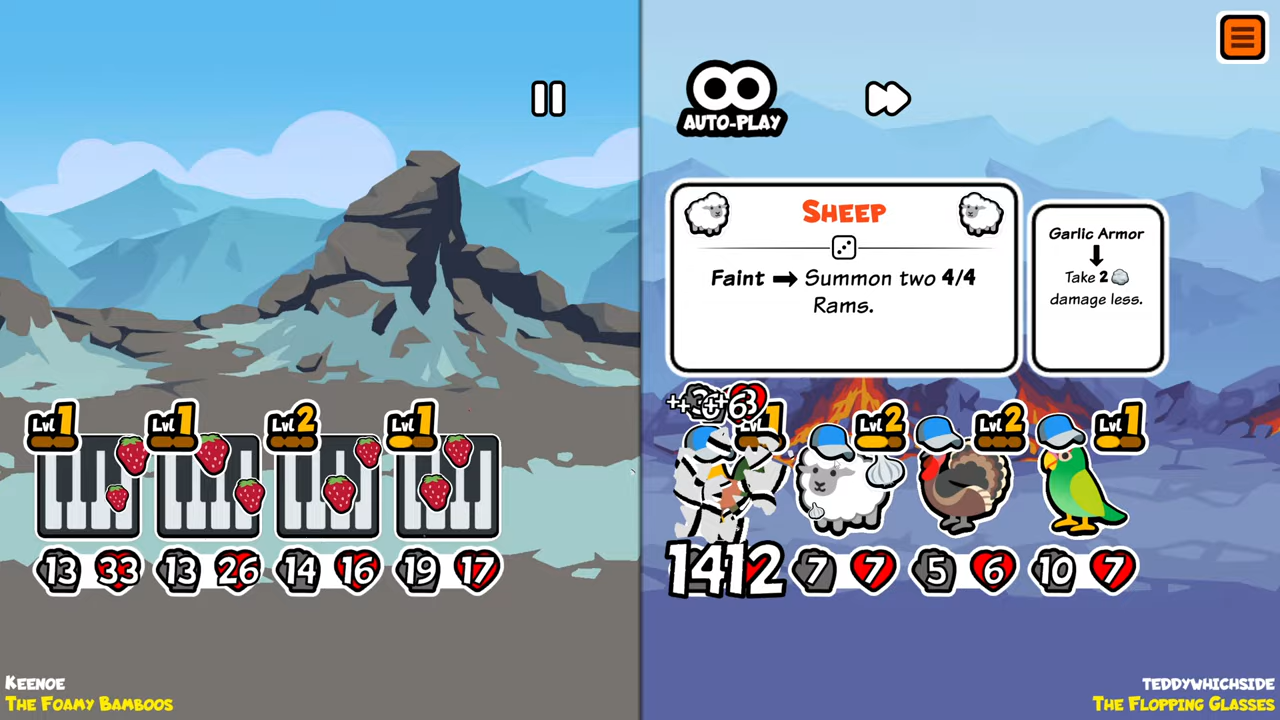 AUTO-PLAY
SHEEP
Faint → Summon two 4/4
Rams.
Garlic Armor
Take 2
damage less.
Lvl 1
Lvl 1
Lvl 2
Lvl 1
Lvl 2
Lvl 2
Lvl 1
13 33 13 26 14 16 19 17
14 12 7 7 5 6 10 7
KEENOE
THE FOAMY BAMBOOS
TEDDYWHICHSIDE
THE FLOPPING GLASSES